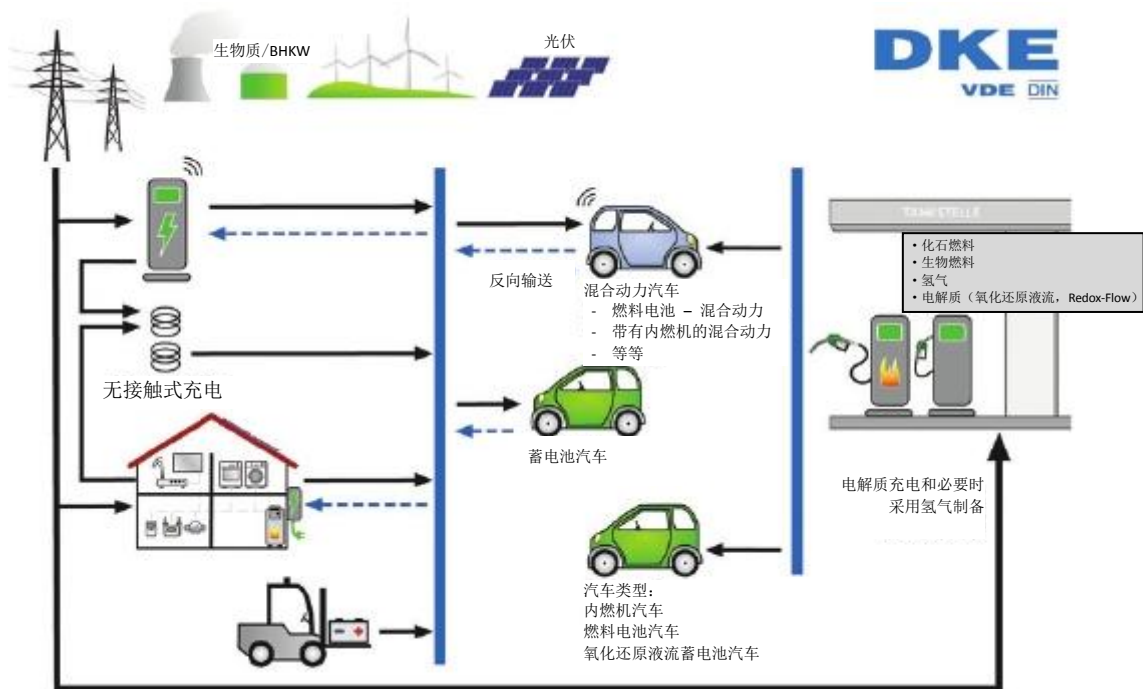 生物质/BHKW
光伏
DKE
VDE DIN
TANKSTELLE
• 化石燃料
• 生物燃料
• 氢气
• 电解质（氧化还原液流，Redox-Flow）
反向输送
混合动力汽车
- 燃料电池 – 混合动力
- 带有内燃机的混合动力
- 等等
无接触式充电
蓄电池汽车
电解质充电和必要时
采用氢气制备
汽车类型：
内燃机汽车
燃料电池汽车
氧化还原液流蓄电池汽车